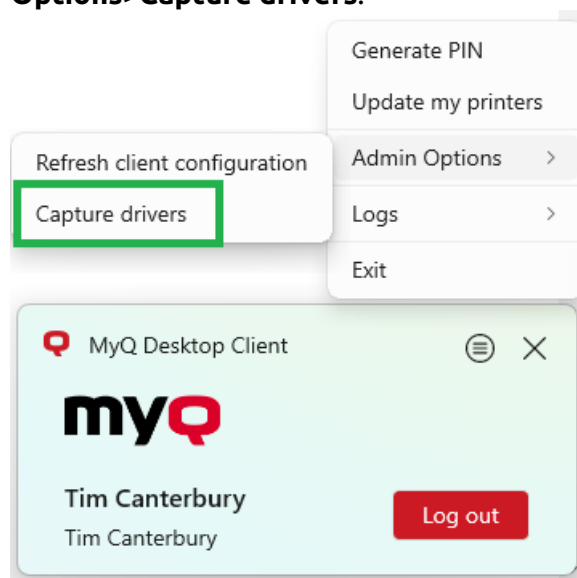 Options>Capture drivers.
Generate PIN
Update my printers
Admin Options >
Refresh client configuration
Capture drivers
Logs >
Exit
MyQ Desktop Client
myQ
Tim Canterbury
Tim Canterbury
Log out